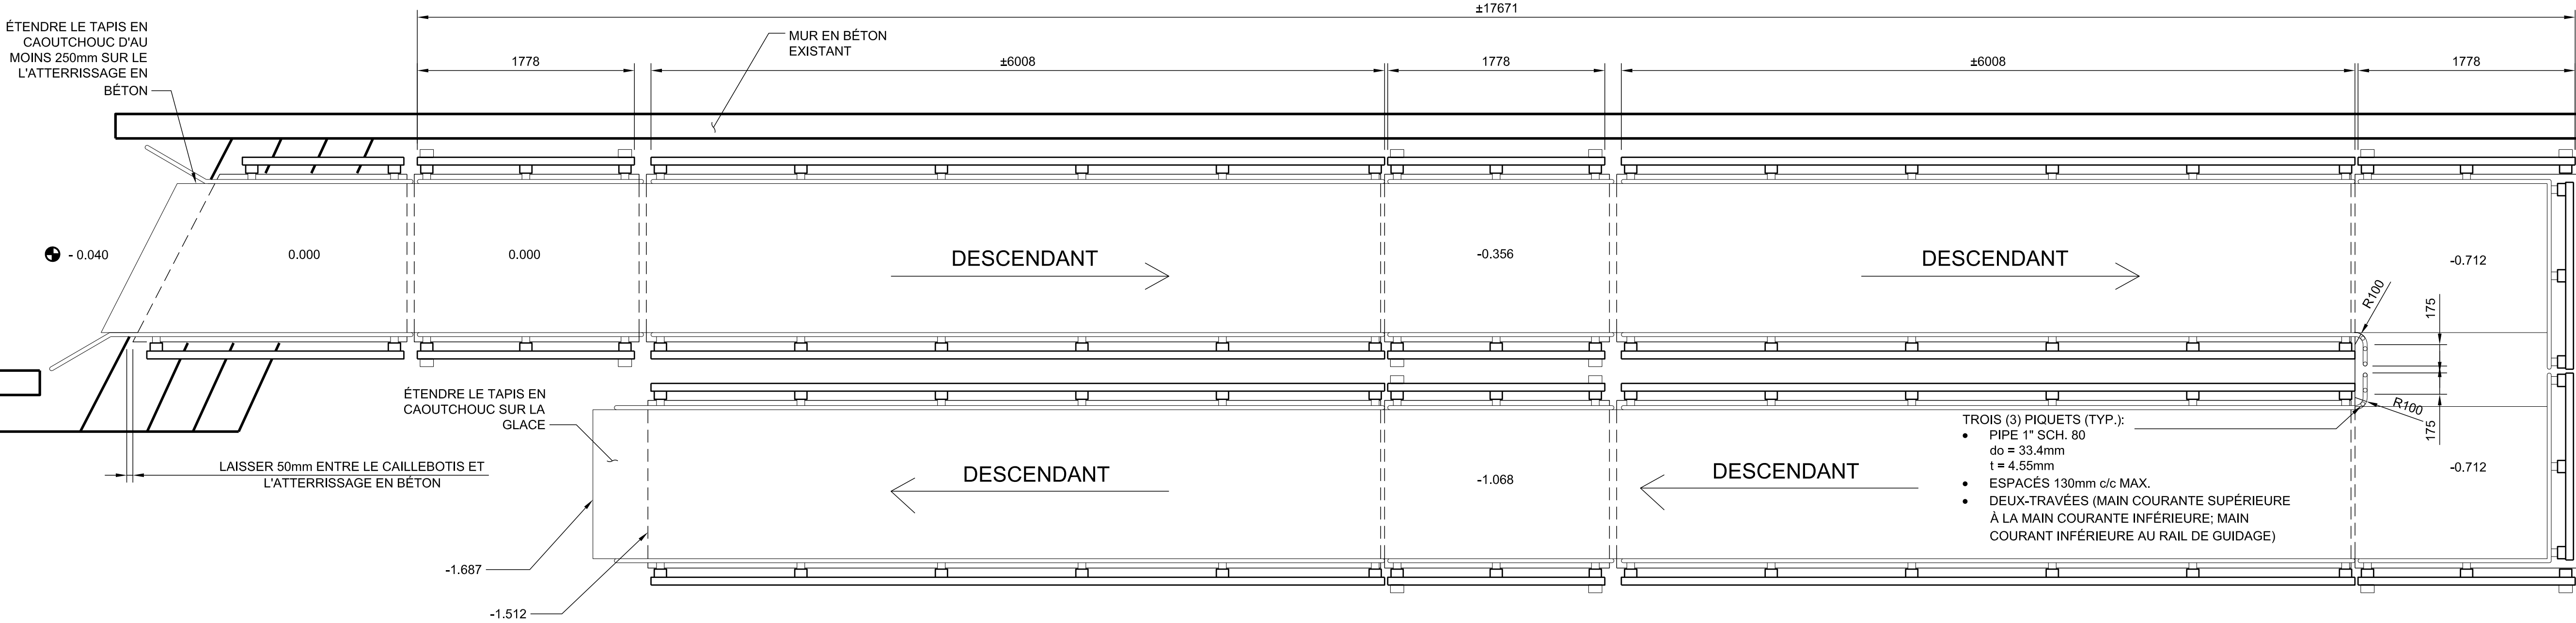 ±17671
ÉTENDRE LE TAPIS EN
CAOUTCHOUC D'AU
MOINS 250mm SUR LE
L'ATTERRISSAGE EN
BÉTON
MUR EN BÉTON
EXISTANT
1778
±6008
1778
±6008
1778
- 0.040
0.000
0.000
DESCENDANT
-0.356
DESCENDANT
-0.712
R100
175
ÉTENDRE LE TAPIS EN
CAOUTCHOUC SUR LA
GLACE
R100
175
LAISSER 50mm ENTRE LE CAILLEBOTIS ET
L'ATTERRISSAGE EN BÉTON
DESCENDANT
-1.068
DESCENDANT
TROIS (3) PIQUETS (TYP.):
• PIPE 1" SCH. 80
do = 33.4mm
t = 4.55mm
• ESPACÉS 130mm c/c MAX.
• DEUX-TRAVÉES (MAIN COURANTE SUPÉRIEURE
À LA MAIN COURANTE INFÉRIEURE; MAIN
COURANT INFÉRIEURE AU RAIL DE GUIDAGE)
-0.712
-1.687
-1.512